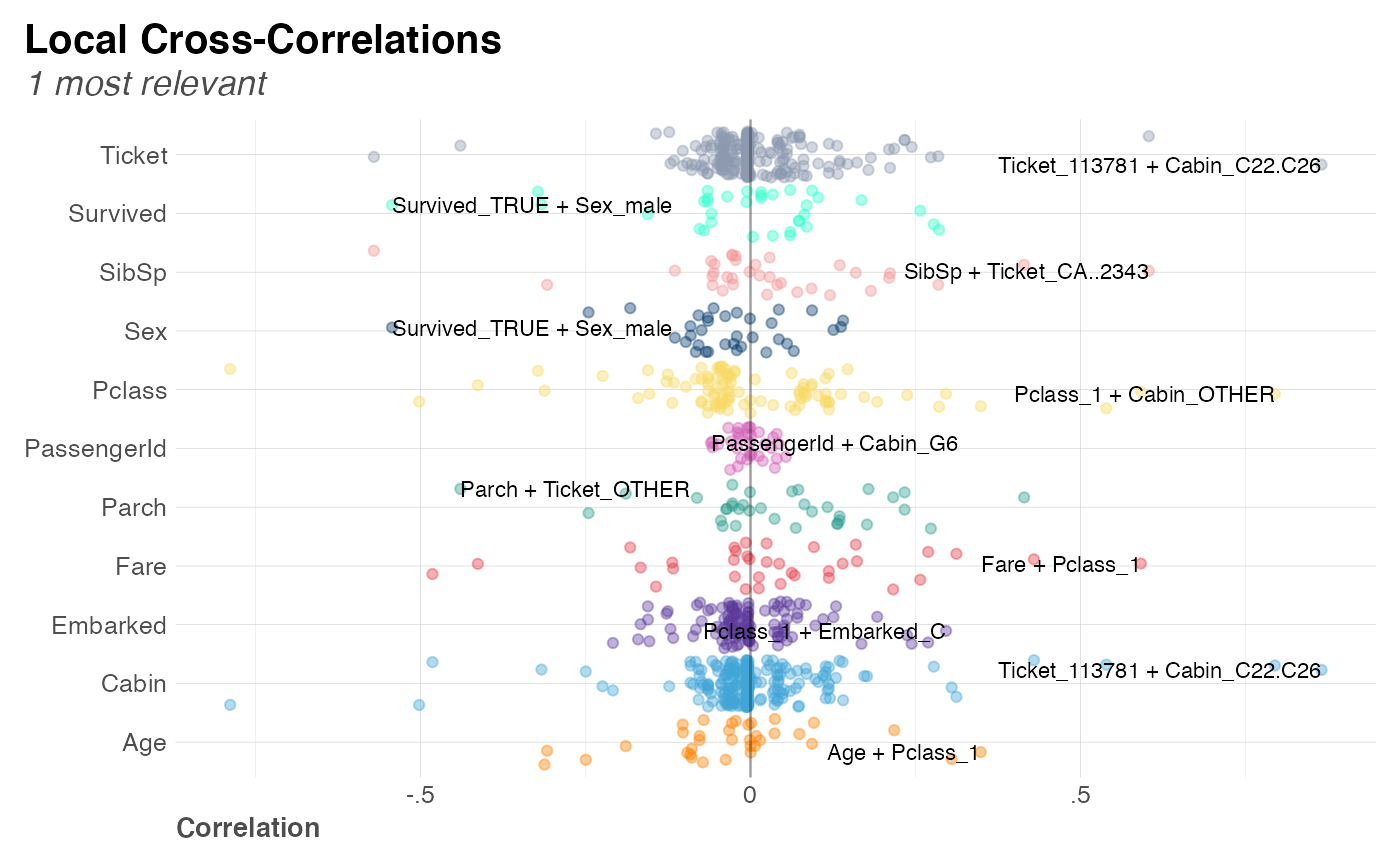 Local Cross-Correlations
1 most relevant
Ticket
Ticket_113781 + Cabin_C22.C26
Survived
Survived_TRUE + Sex_male
SibSp
SibSp + Ticket_CA..2343
Sex
Survived_TRUE + Sex_male
Pclass
Pclass_1 + Cabin_OTHER
PassengerId
PassengerId + Cabin_G6
Parch
Parch + Ticket_OTHER
Fare
Fare + Pclass_1
Embarked
Pclass_1 + Embarked_C
Cabin
Ticket_113781 + Cabin_C22.C26
Age
Age + Pclass_1
-.5 0 .5
Correlation